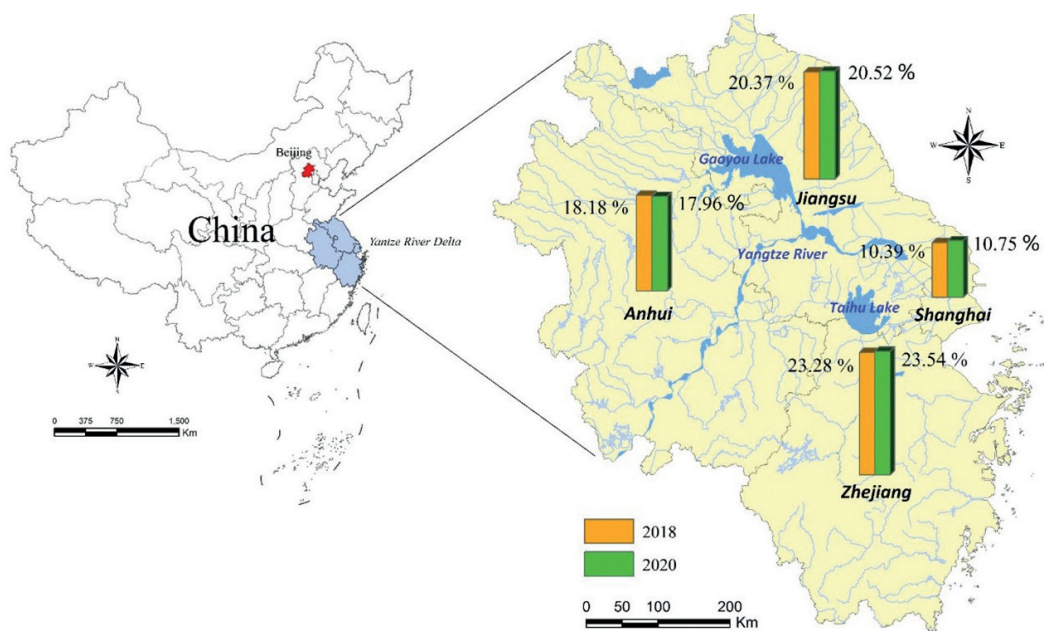 Beijing
China
Yantze River Delta
N
W
E
S
0 375 750 1,500
Km
20.37 %
20.52 %
Gaoyou Lake
Jiangsu
N
W
E
S
18.18 %
17.96 %
Anhui
Yangtze River
10.39%
10.75 %
Taihu Lake
Shanghai
23.28 %
23.54 %
Zhejiang
2018
2020
0 50 100 200
Km